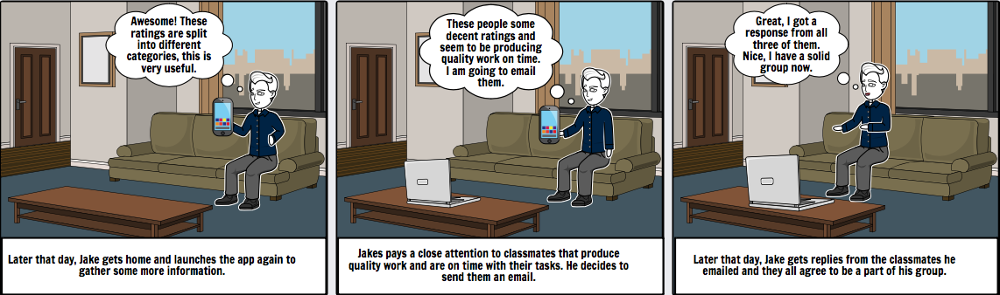 Awesome! These
ratings are split
into different
categories, this is
very useful.
Later that day, Jake gets home and launches the app again to
gather some more information.
These people some
decent ratings and
seem to be producing
quality work on time.
I am going to email
them.
Jakes pays a close attention to classmates that produce
quality work and are on time with their tasks. He decides to
send them an email.
Great, I got a
response from all
three of them.
Nice, I have a solid
group now.
Later that day, Jake gets replies from the classmates he
emailed and they all agree to be a part of his group.